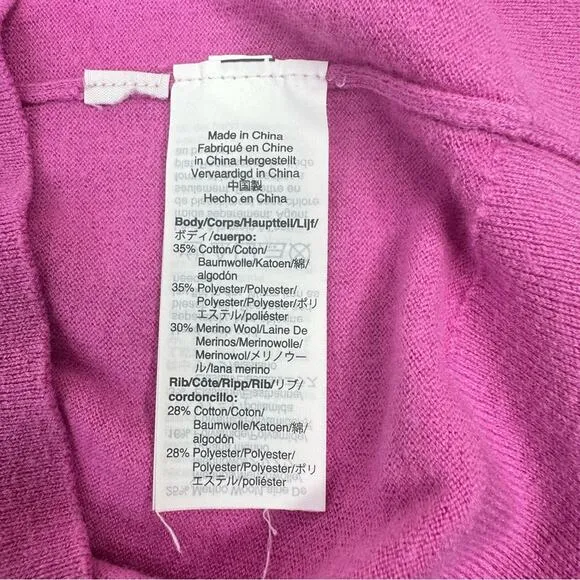 Made in China
Fabriqué en Chine
in China Hergestellt
Vervaardigd in China
中国製
Hecho en China
Body/Corps/Hauptteil/Lijf/
ボディ/cuerpo:
35% Cotton/Coton/
Baumwolle/Katoen/綿/
algodón
35% Polyester/Polyester/
Polyester/Polyester/ポリ
エステル/poliéster
30% Merino Wool/Laine De
Merinos/Merinowolle/
Merinowol/メリノウー
ル/lana merino
Rib/Côte/Ripp/Rib/リブ/
cordoncillo:
28% Cotton/Coton/
Baumwolle/Katoen/綿/
algodón
28% Polyester/Polyester/
Polyester/Polyester/ポリ
エステル/poliéster